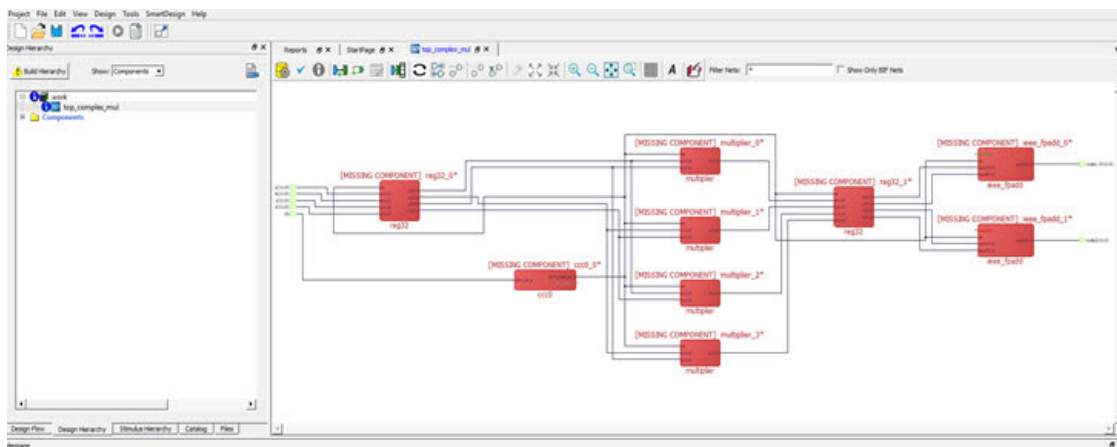 Project File Edit View Design Tools SmartDesign Help
Design Hierarchy
Reports StartPage top_complex_mul
Build Hierarchy Show: Components
Filter Nets: * Show Only BIF Nets
work
top_complex_mul
Components
[MISSING COMPONENT] multiplier_0*
multiplier
[MISSING COMPONENT] ieee_fpadd_0*
ieee_fpadd
[MISSING COMPONENT] reg32_0*
reg32
[MISSING COMPONENT] reg32_1*
reg32
[MISSING COMPONENT] multiplier_1*
multiplier
[MISSING COMPONENT] ieee_fpadd_1*
ieee_fpadd
[MISSING COMPONENT] ccc0_0*
ccc0
[MISSING COMPONENT] multiplier_2*
multiplier
[MISSING COMPONENT] multiplier_3*
multiplier
Design Flow Design Hierarchy Stimulus Hierarchy Catalog Files
Message